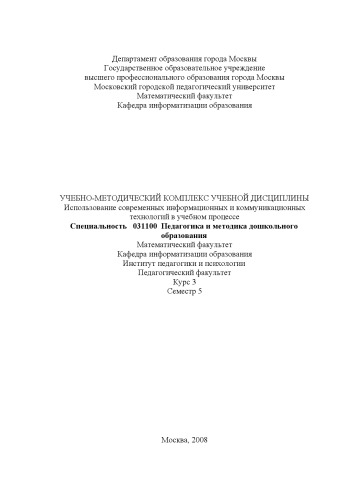 Департамент образования города Москвы
Государственное образовательное учреждение
высшего профессионального образования города Москвы
Московский городской педагогический университет
Математический факультет
Кафедра информатизации образования
УЧЕБНО-МЕТОДИЧЕСКИЙ КОМПЛЕКС УЧЕБНОЙ ДИСЦИПЛИНЫ
Использование современных информационных и коммуникационных
технологий в учебном процессе
Специальность 031100 Педагогика и методика дошкольного
образования
Математический факультет
Кафедра информатизации образования
Институт педагогики и психологии
Педагогический факультет
Курс 3
Семестр 5
Москва, 2008